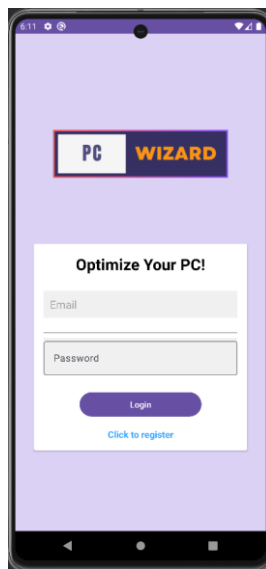 6:11
PC WIZARD
Optimize Your PC!
Email
Password
Login
Click to register